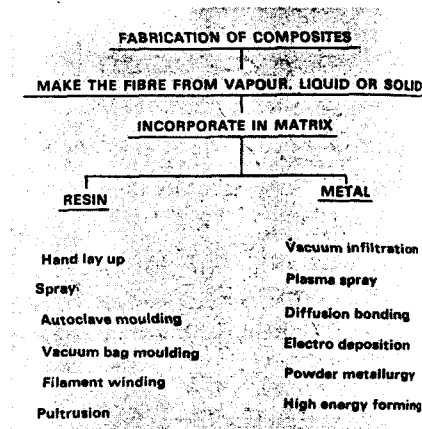 FABRICATION OF COMPOSITES
MAKE THE FIBRE FROM VAPOUR, LIQUID OR SOLID
INCORPORATE IN MATRIX
RESIN
METAL
Hand lay up
Spray
Autoclave moulding
Vacuum bag moulding
Filament winding
Pultrusion
Vacuum infiltration
Plasma spray
Diffusion bonding
Electro deposition
Powder metallurgy
High energy forming